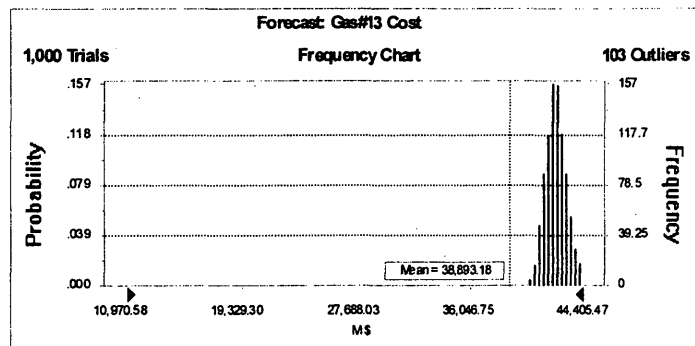 Forecast: Gas#13 Cost
1,000 Trials Frequency Chart 103 Outliers
.157 157
.118 117.7
.079 78.5
.039 39.25
.000 0
Probability
Frequency
Mean = 38,893.18
10,970.58 19,329.30 27,688.03 36,046.75 44,405.47
M$